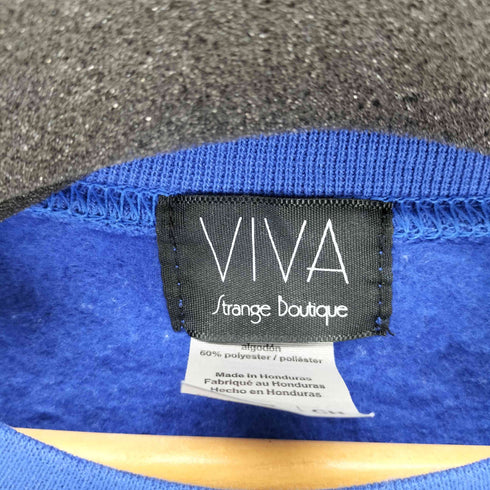 VIVA
Strange Boutique
algodón
60% polyester / poliéster
Made in Honduras
Fabriqué au Honduras
Hecho en Honduras